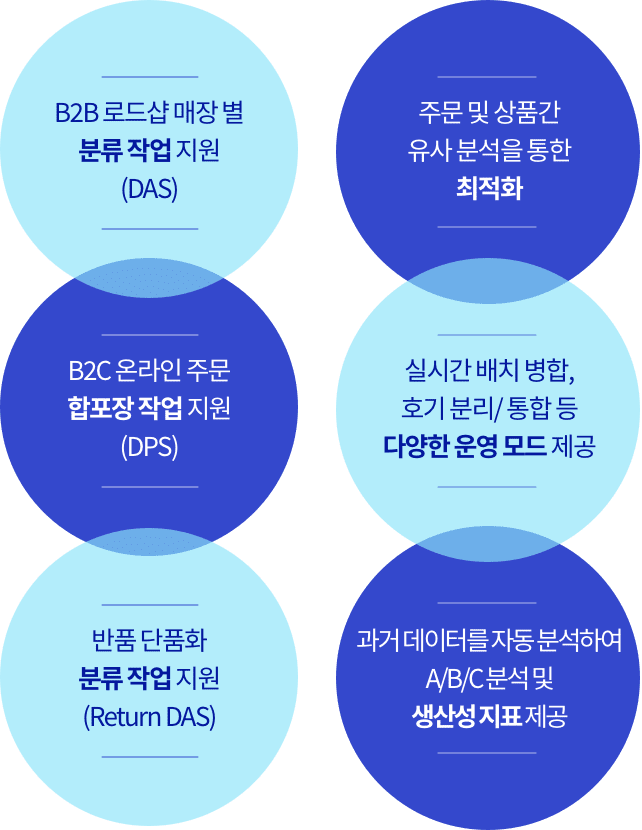 B2B 로드샵 매장 별
분류 작업 지원
(DAS)
B2C 온라인 주문
합포장 작업 지원
(DPS)
반품 단품화
분류 작업 지원
(Return DAS)
주문 및 상품간
유사 분석을 통한
최적화
실시간 배치 병합,
호기 분리/ 통합 등
다양한 운영 모드 제공
과거 데이터를 자동 분석하여
A/B/C 분석 및
생산성 지표 제공